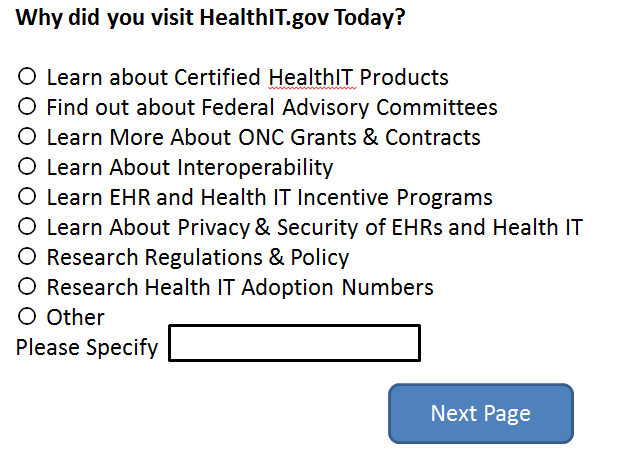 Why did you visit HealthIT.gov Today?
Learn about Certified HealthIT Products
Find out about Federal Advisory Committees
Learn More About ONC Grants & Contracts
Learn About Interoperability
Learn EHR and Health IT Incentive Programs
Learn About Privacy & Security of EHRs and Health IT
Research Regulations & Policy
Research Health IT Adoption Numbers
Other
Please Specify
Next Page